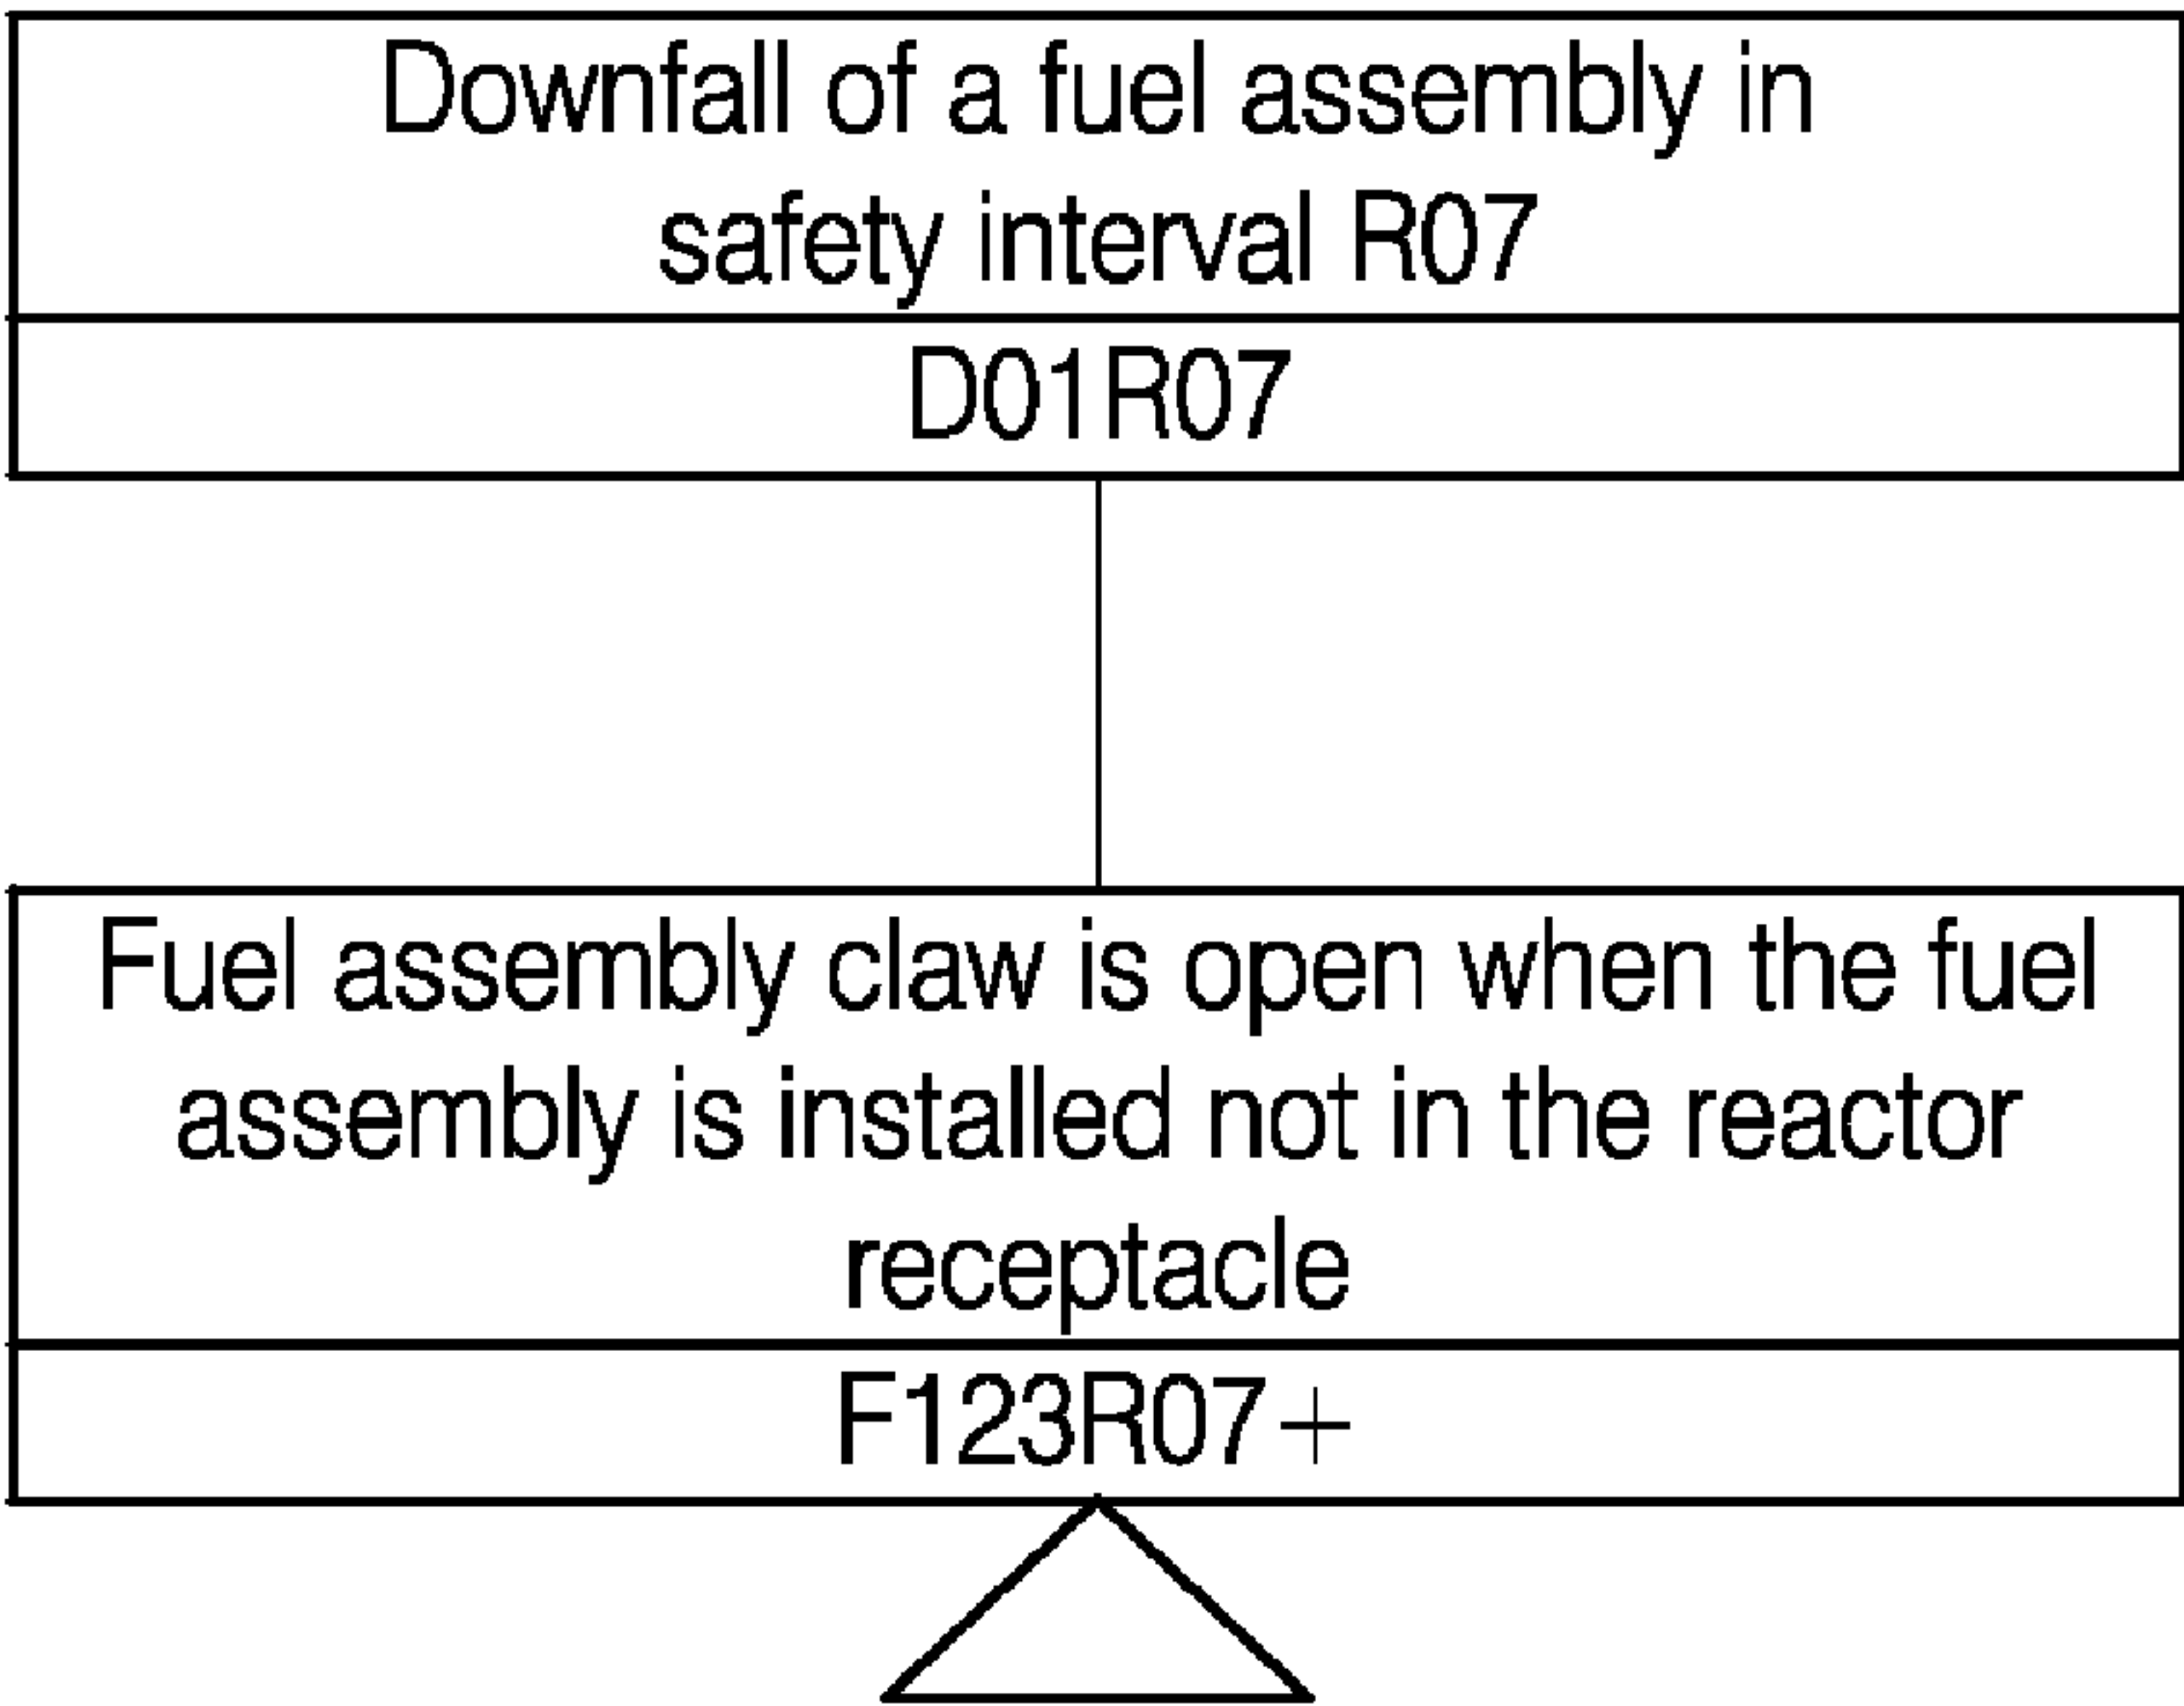 Downfall of a fuel assembly in
safety interval R07
D01R07
Fuel assembly claw is open when the fuel
assembly is installed not in the reactor
receptacle
F123R07+